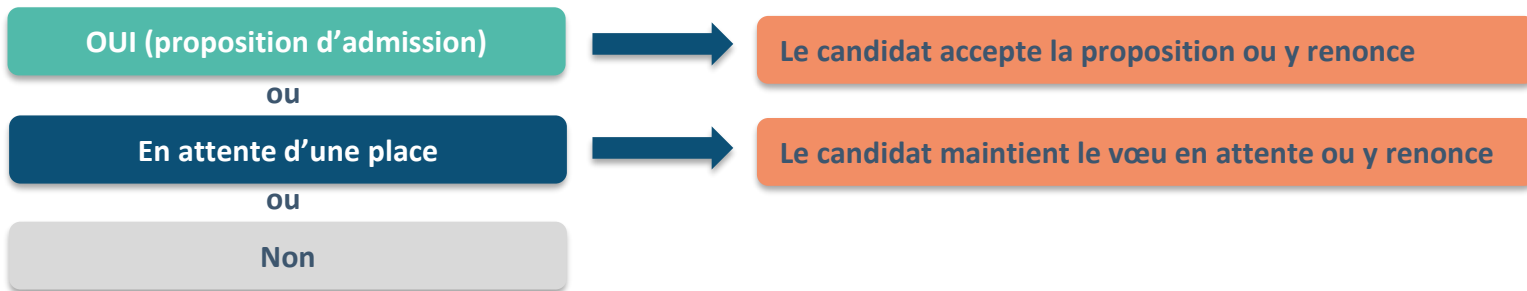 OUI (proposition d’admission)
Le candidat accepte la proposition ou y renonce
ou
En attente d’une place
Le candidat maintient le vœu en attente ou y renonce
ou
Non